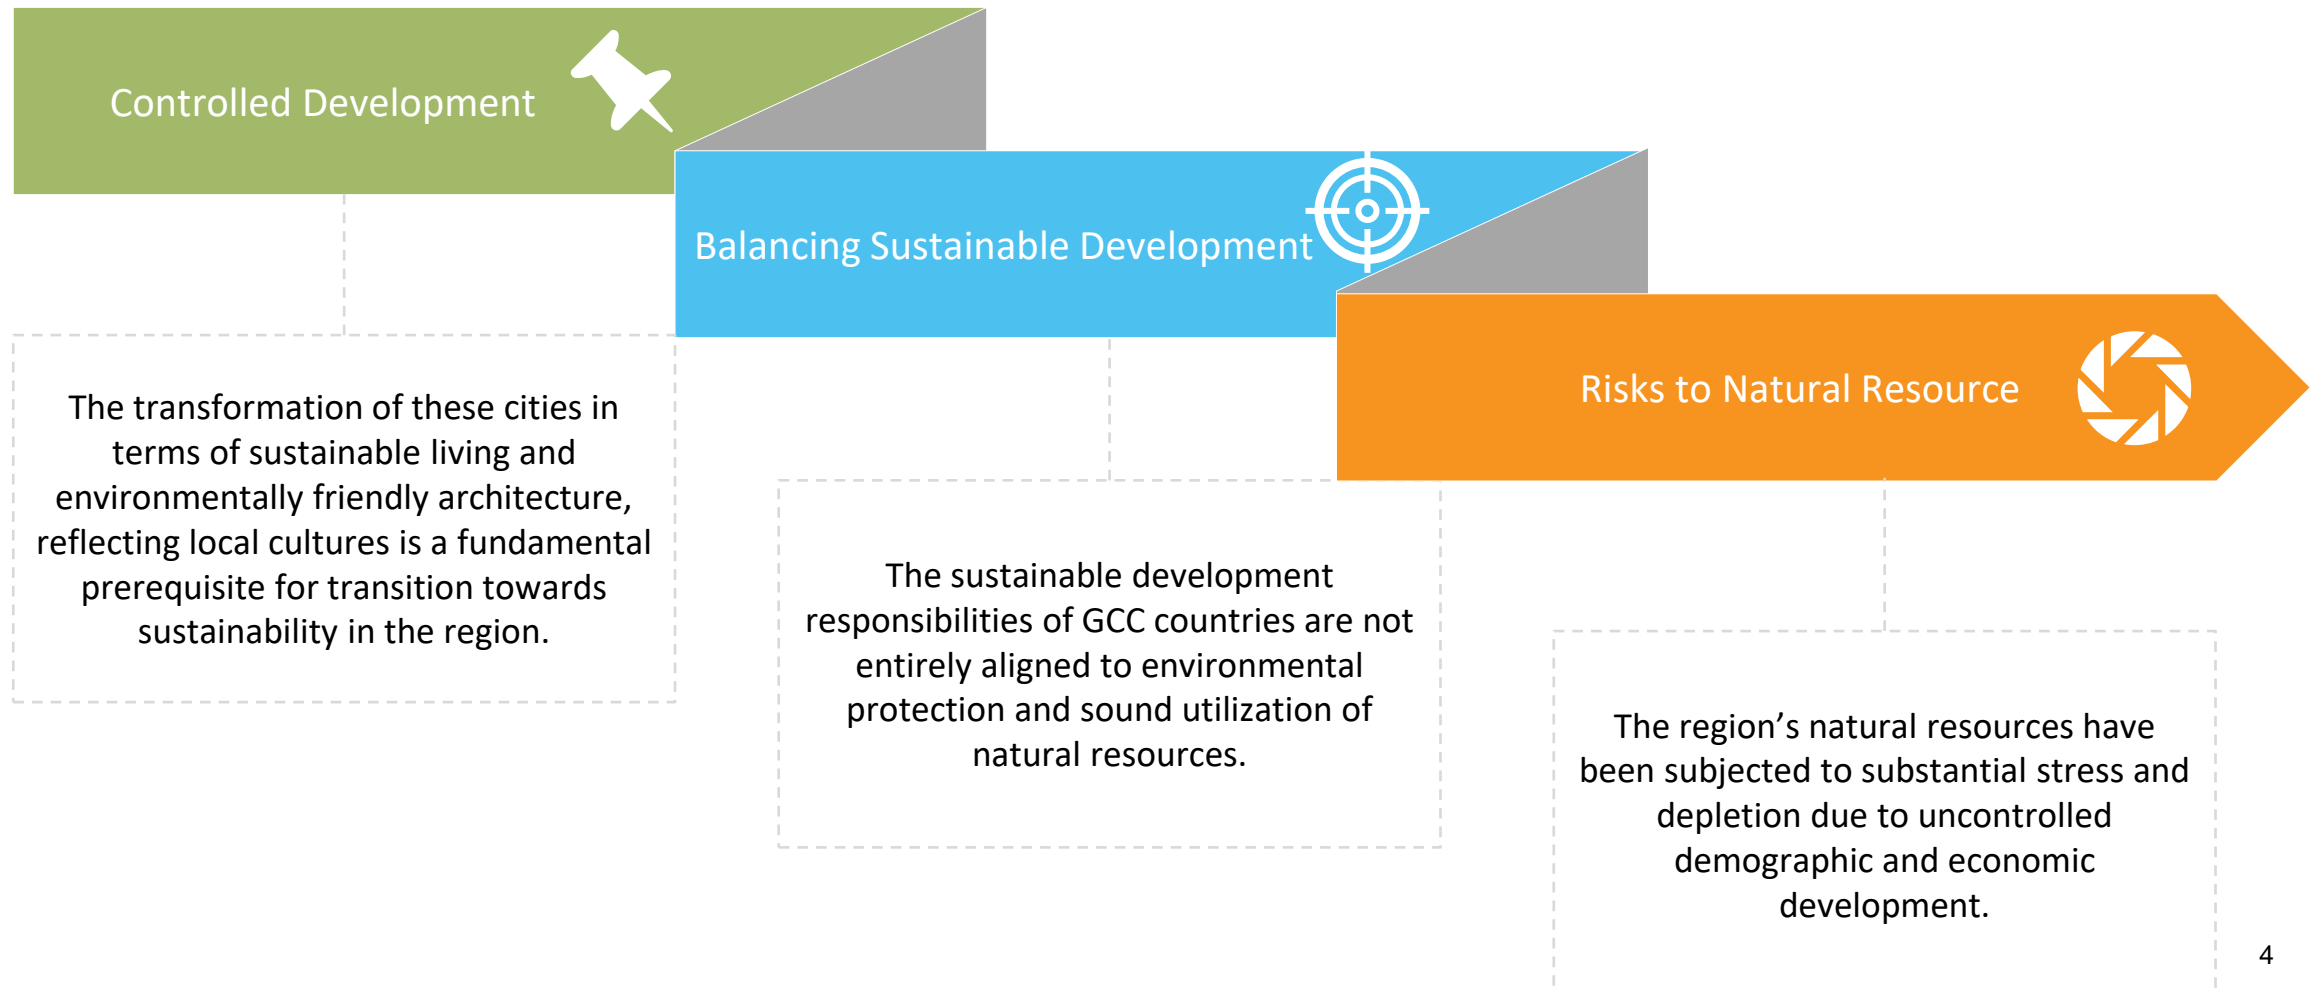 Controlled Development
Balancing Sustainable Development
Risks to Natural Resource
The transformation of these cities in
terms of sustainable living and
environmentally friendly architecture,
reflecting local cultures is a fundamental
prerequisite for transition towards
sustainability in the region.
The sustainable development
responsibilities of GCC countries are not
entirely aligned to environmental
protection and sound utilization of
natural resources.
The region’s natural resources have
been subjected to substantial stress and
depletion due to uncontrolled
demographic and economic
development.
4